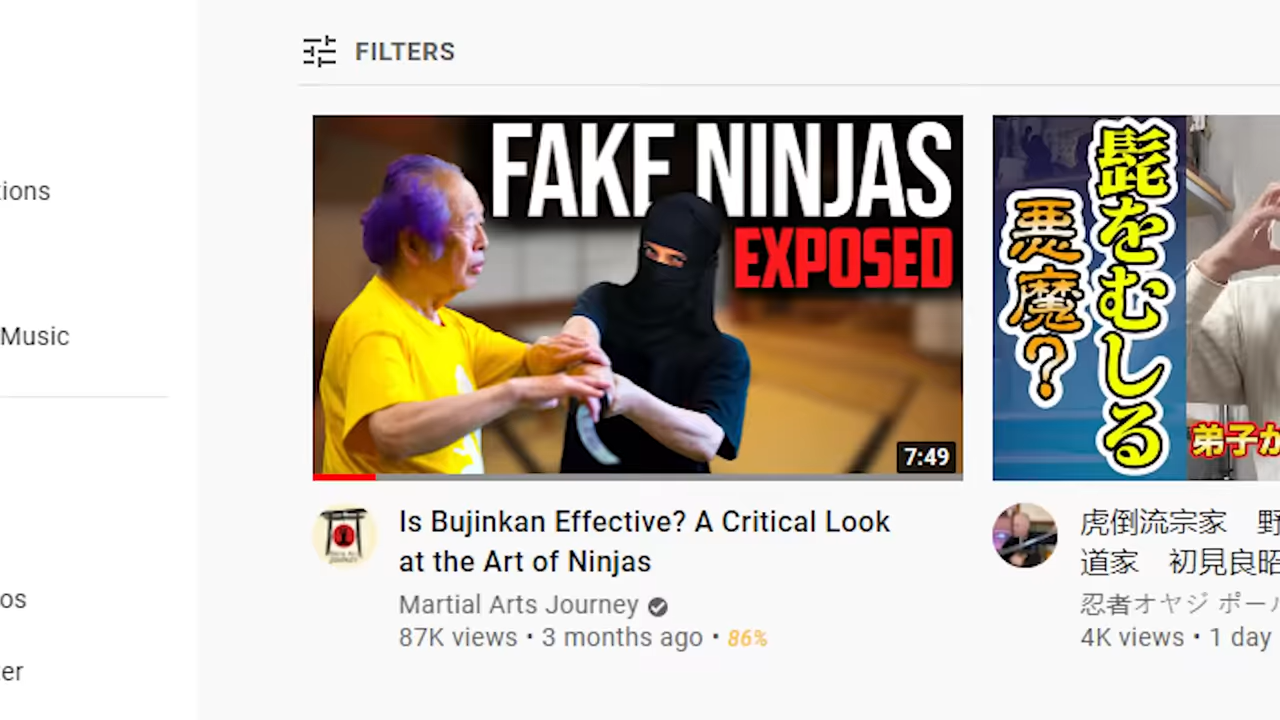 FILTERS
FAKE NINJAS
EXPOSED
7:49
Is Bujinkan Effective? A Critical Look
at the Art of Ninjas
Martial Arts Journey
87K views • 3 months ago • 86%
髭をむしる
悪魔?
弟子か
虎倒流宗家 野
道家 初見良昭
忍者オヤジ ポー
4K views • 1 day
tions
Music
os
er